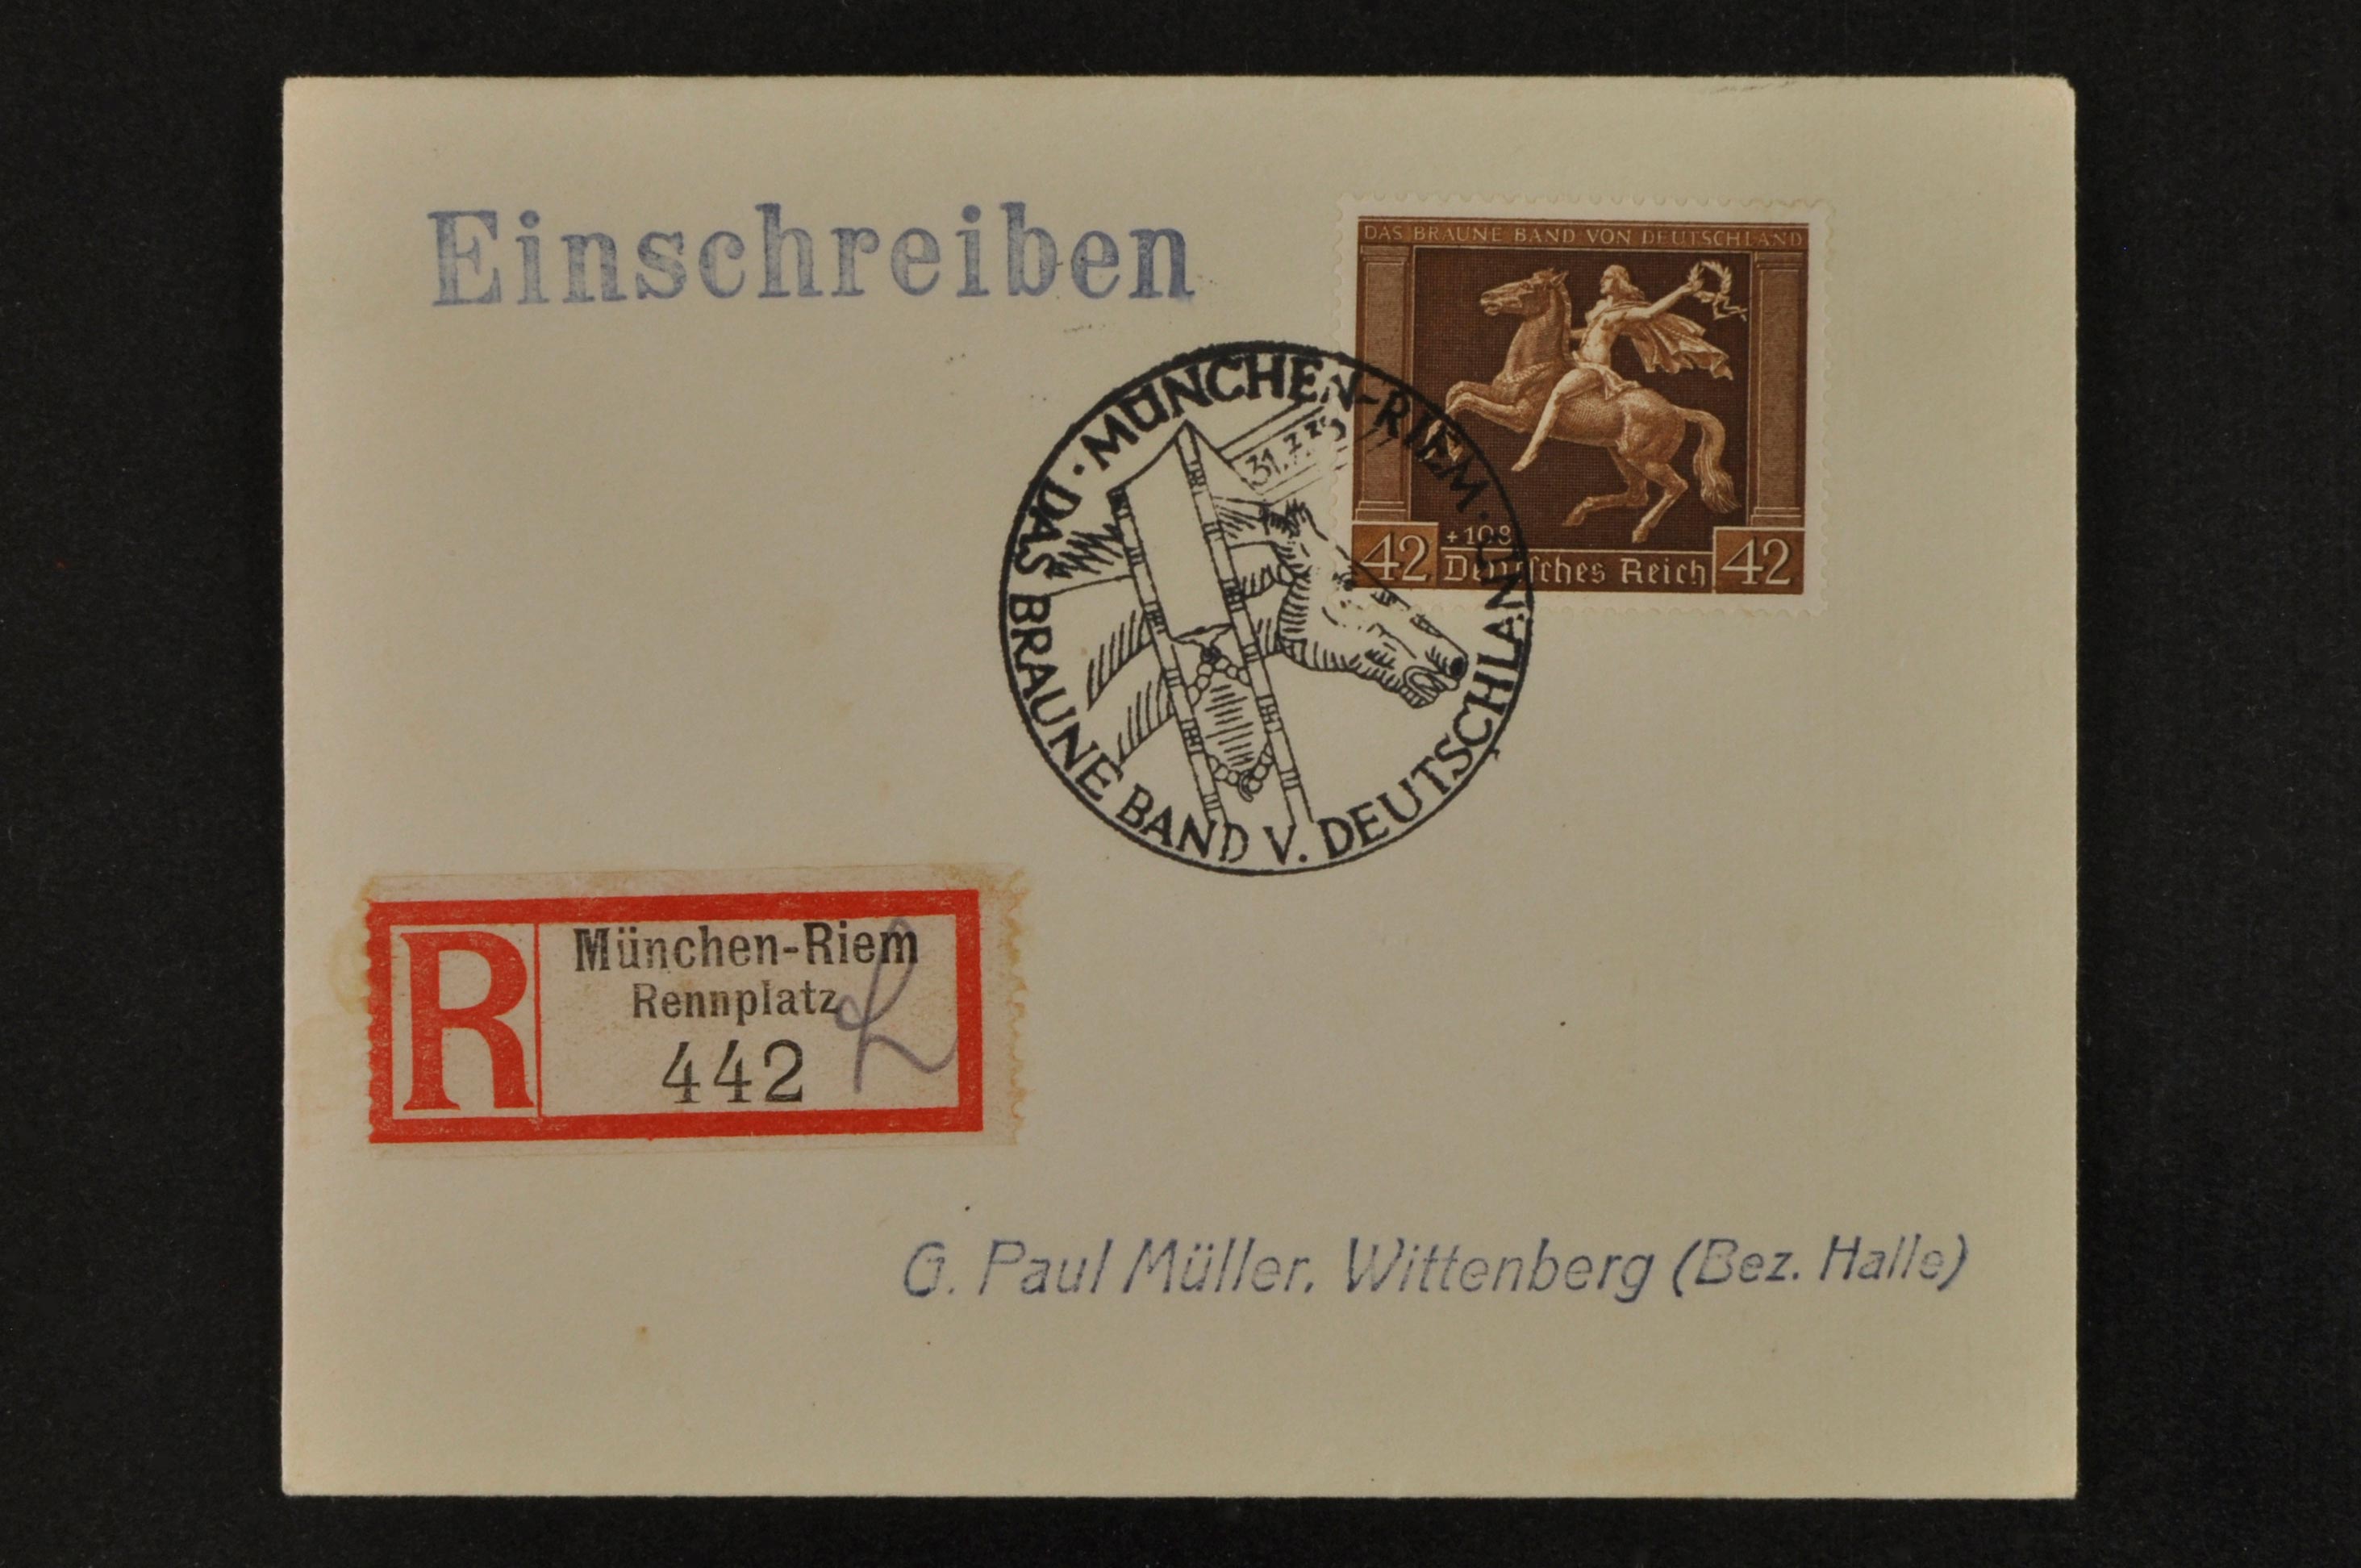 Einschreiben
DAS BRAUNE BAND VON DEUTSCHLAND
+108
42 Deutsches Reich 42
· MÜNCHEN-RIEM ·
DAS BRAUNE BAND V. DEUTSCHLAND
R
München-Riem
Rennplatz
442
G. Paul Müller. Wittenberg (Bez. Halle)